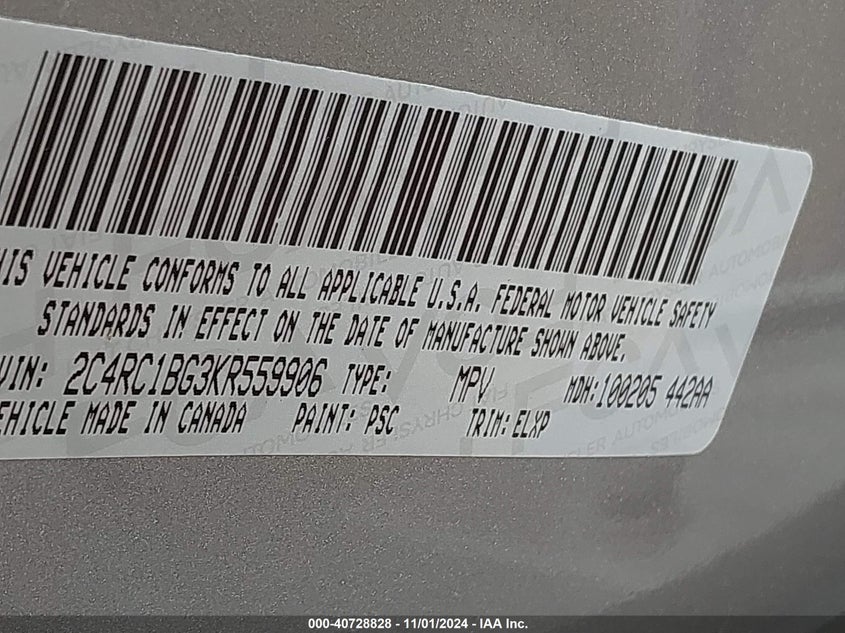 THIS VEHICLE CONFORMS TO ALL APPLICABLE U.S.A. FEDERAL MOTOR VEHICLE SAFETY
STANDARDS IN EFFECT ON THE DATE OF MANUFACTURE SHOWN ABOVE.
VIN: 2C4RC1BG3KR559906 TYPE: MPV MDH:100205 442AA
VEHICLE MADE IN CANADA PAINT: PSC TRIM: ELXP
000-40728828 - 11/01/2024 - IAA Inc.